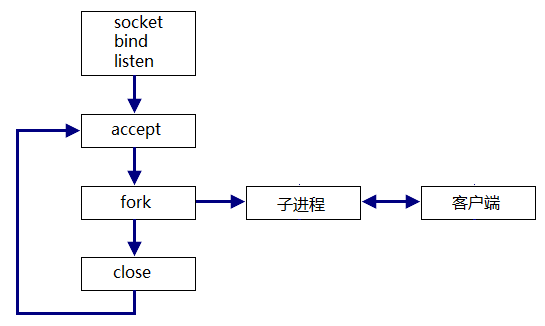 socket
bind
listen
accept
fork
子进程
客户端
close